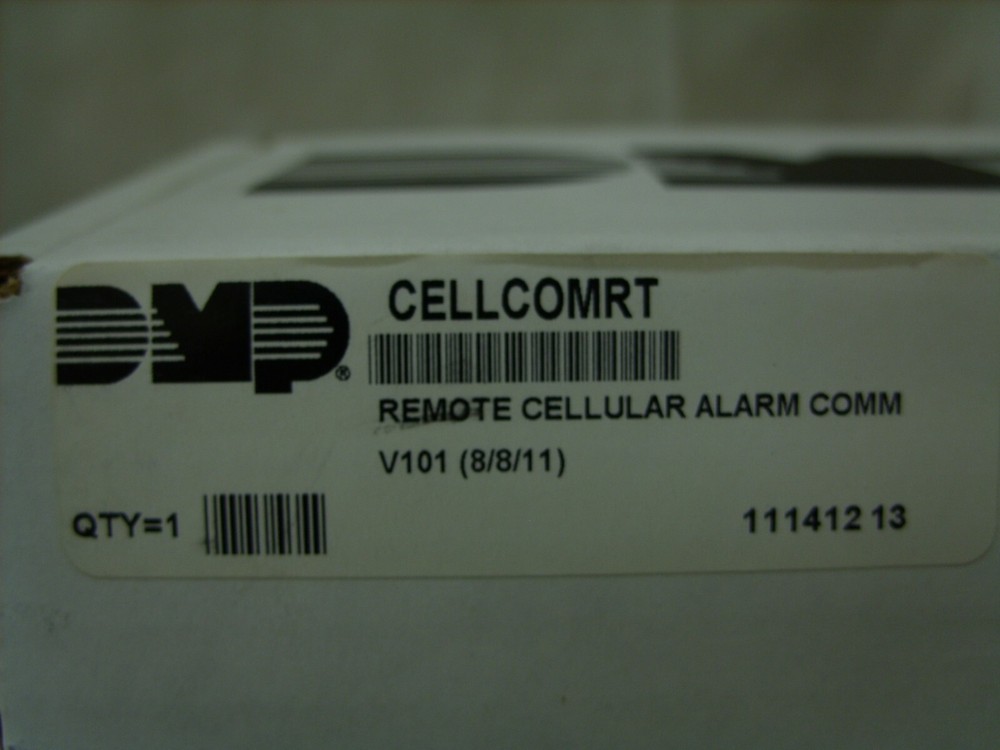 DMP®
CELLCOMRT
REMOTE CELLULAR ALARM COMM
V101 (8/8/11)
QTY=1
111412 13